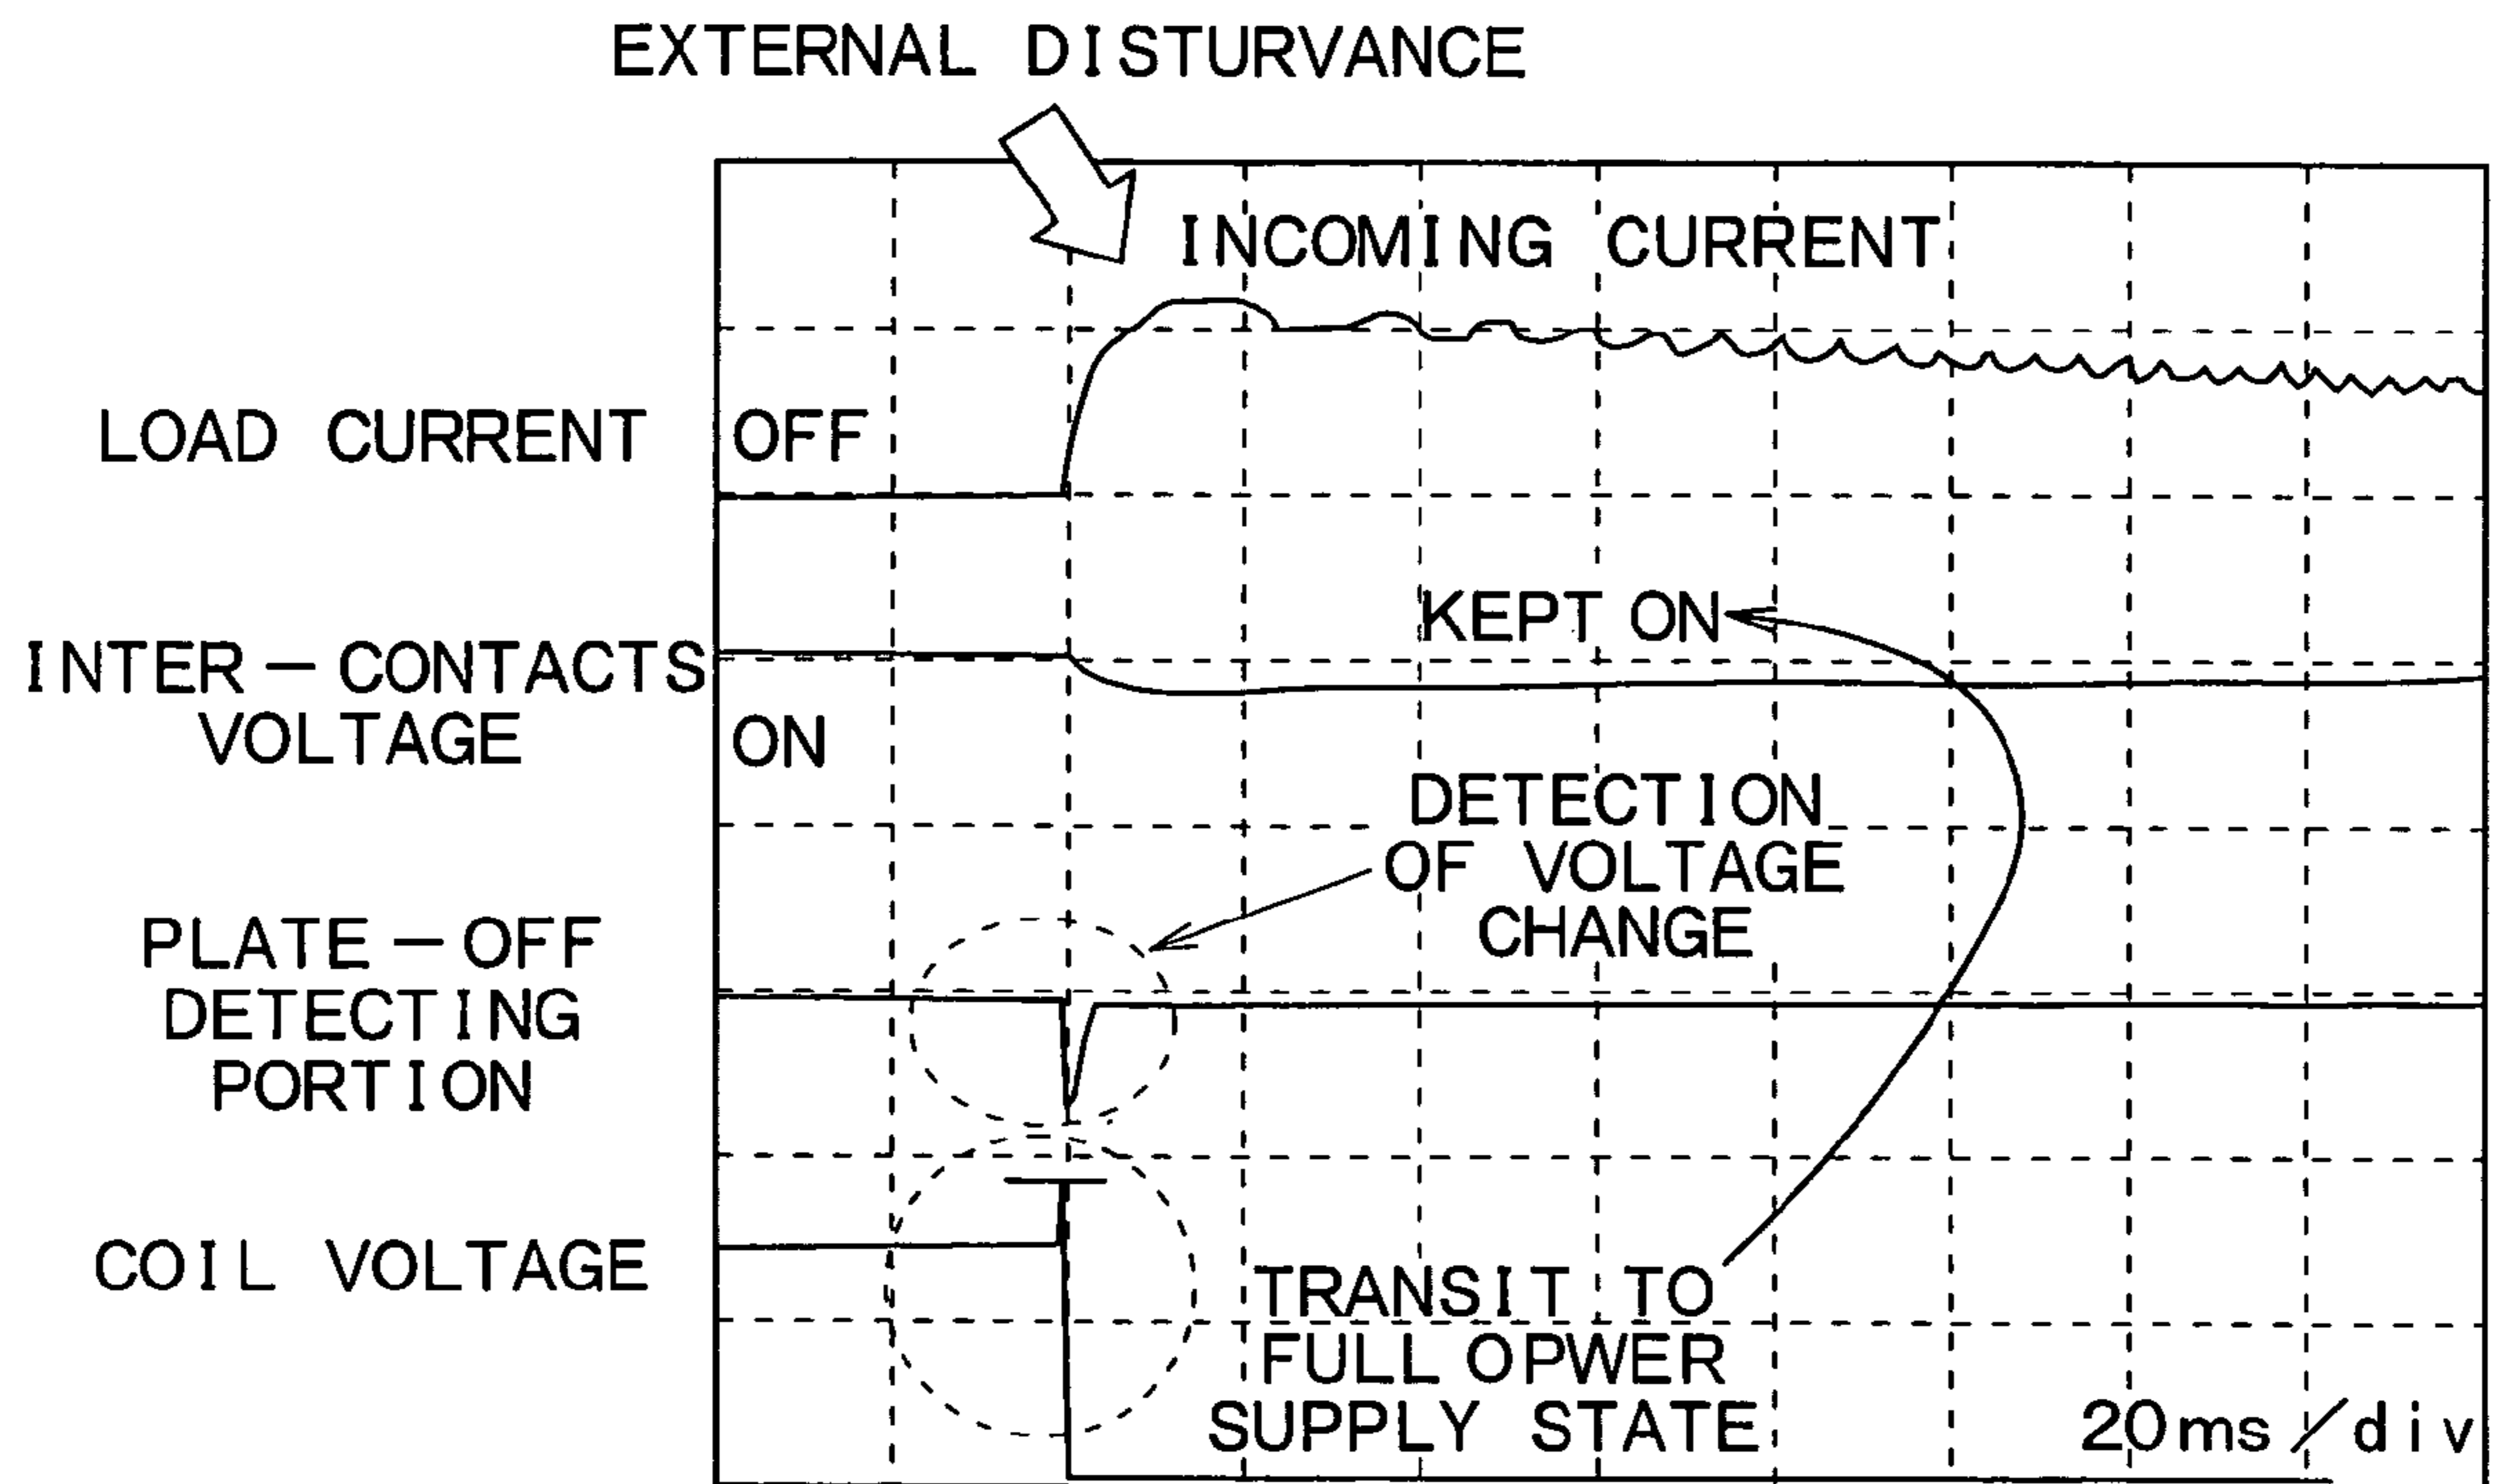 EXTERNAL DISTURVANCE
INCOMING CURRENT
LOAD CURRENT
OFF
KEPT ON
INTER-CONTACTS
VOLTAGE
ON
DETECTION
OF VOLTAGE
CHANGE
PLATE-OFF
DETECTING
PORTION
COIL VOLTAGE
TRANSIT TO
FULL OPWER
SUPPLY STATE
20ms/div